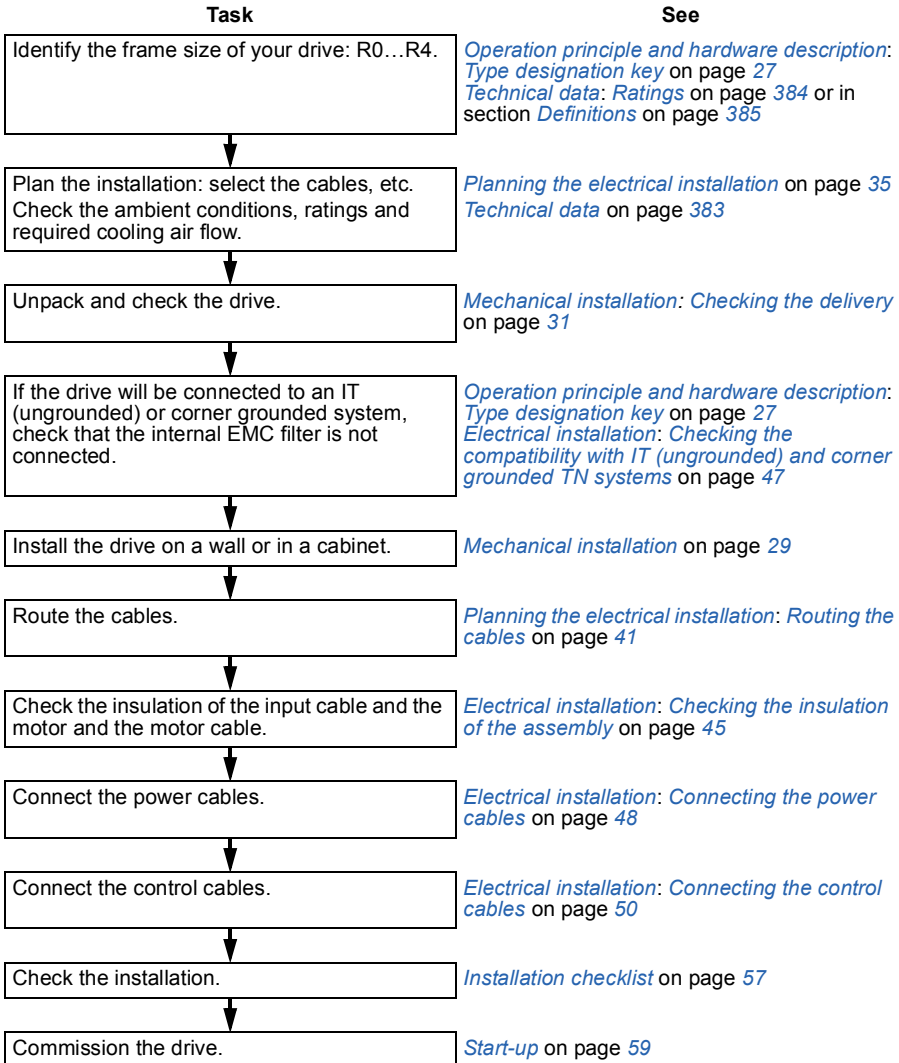 Task
See
Identify the frame size of your drive: R0…R4.
Operation principle and hardware description:
Type designation key on page 27
Technical data: Ratings on page 384 or in
section Definitions on page 385
Plan the installation: select the cables, etc.
Check the ambient conditions, ratings and
required cooling air flow.
Planning the electrical installation on page 35
Technical data on page 383
Unpack and check the drive.
Mechanical installation: Checking the delivery
on page 31
If the drive will be connected to an IT
(ungrounded) or corner grounded system,
check that the internal EMC filter is not
connected.
Operation principle and hardware description:
Type designation key on page 27
Electrical installation: Checking the
compatibility with IT (ungrounded) and corner
grounded TN systems on page 47
Install the drive on a wall or in a cabinet.
Mechanical installation on page 29
Route the cables.
Planning the electrical installation: Routing the
cables on page 41
Check the insulation of the input cable and the
motor and the motor cable.
Electrical installation: Checking the insulation
of the assembly on page 45
Connect the power cables.
Electrical installation: Connecting the power
cables on page 48
Connect the control cables.
Electrical installation: Connecting the control
cables on page 50
Check the installation.
Installation checklist on page 57
Commission the drive.
Start-up on page 59